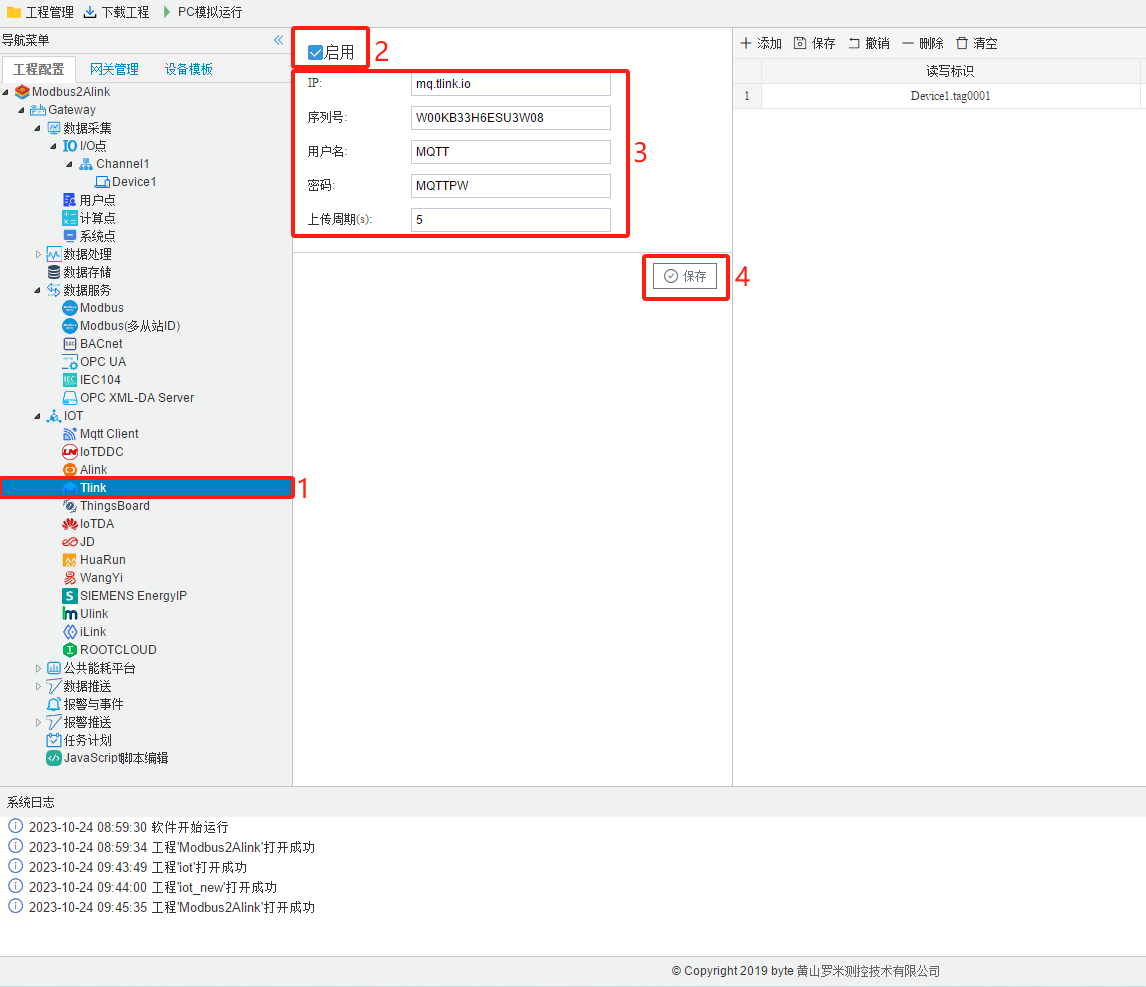 工程管理 下载工程 PC模拟运行
导航菜单
工程配置 网关管理 设备模板
Modbus2Alink
Gateway
数据采集
I/O点
Channel1
Device1
用户点
计算点
系统点
数据处理
数据存储
数据服务
Modbus
Modbus(多从站ID)
BACnet
OPC UA
IEC104
OPC XML-DA Server
IOT
Mqtt Client
IoTDDC
Alink
Tlink
1
ThingsBoard
IoTDA
JD
HuaRun
WangYi
SIEMENS EnergyIP
Ulink
iLink
ROOTCLOUD
公共能耗平台
数据推送
报警与事件
报警推送
任务计划
JavaScript脚本编辑
启用 2
IP: mq.tlink.io
序列号: W00KB33H6ESU3W08
用户名: MQTT
3
密码: MQTTPW
上传周期(s): 5
保存 4
添加 保存 撤销 删除 清空
读写标识
1 Device1.tag0001
系统日志
2023-10-24 08:59:30 软件开始运行
2023-10-24 08:59:34 工程'Modbus2Alink'打开成功
2023-10-24 09:43:49 工程'iot'打开成功
2023-10-24 09:44:00 工程'iot_new'打开成功
2023-10-24 09:45:35 工程'Modbus2Alink'打开成功
© Copyright 2019 byte 黄山罗米测控技术有限公司